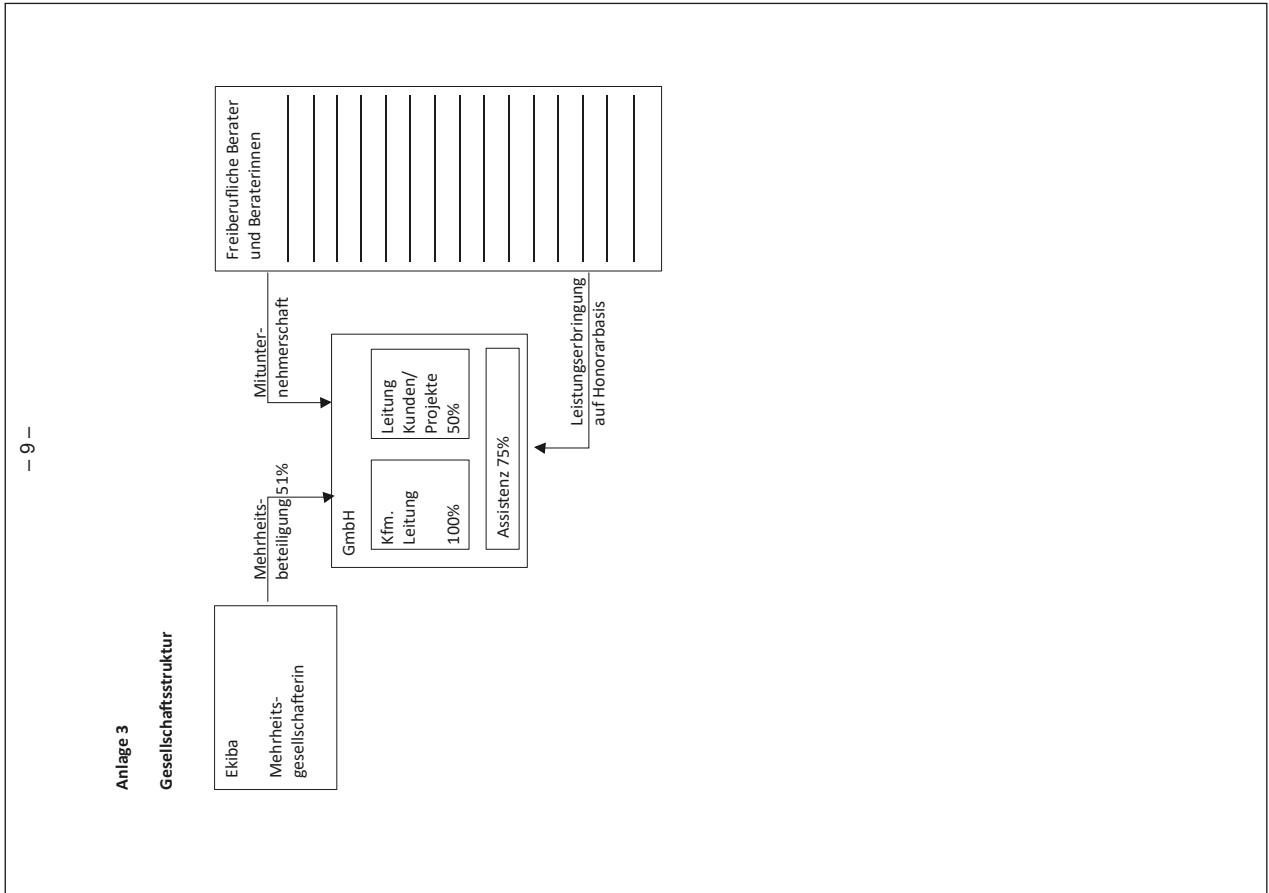 – 9 –
Anlage 3
Gesellschaftsstruktur
Ekiba
Mehrheits-
gesellschafterin
Mehrheits-
beteiligung 51%
GmbH
Kfm.
Leitung
100%
Leitung
Kunden/
Projekte
50%
Assistenz 75%
Mitunter-
nehmerschaft
Leistungserbringung
auf Honorarbasis
Freiberufliche Berater
und Beraterinnen